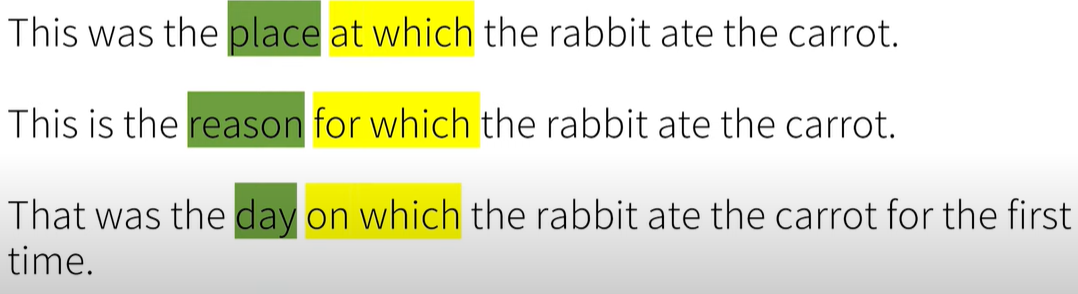 This was the place at which the rabbit ate the carrot.
This is the reason for which the rabbit ate the carrot.
That was the day on which the rabbit ate the carrot for the first
time.